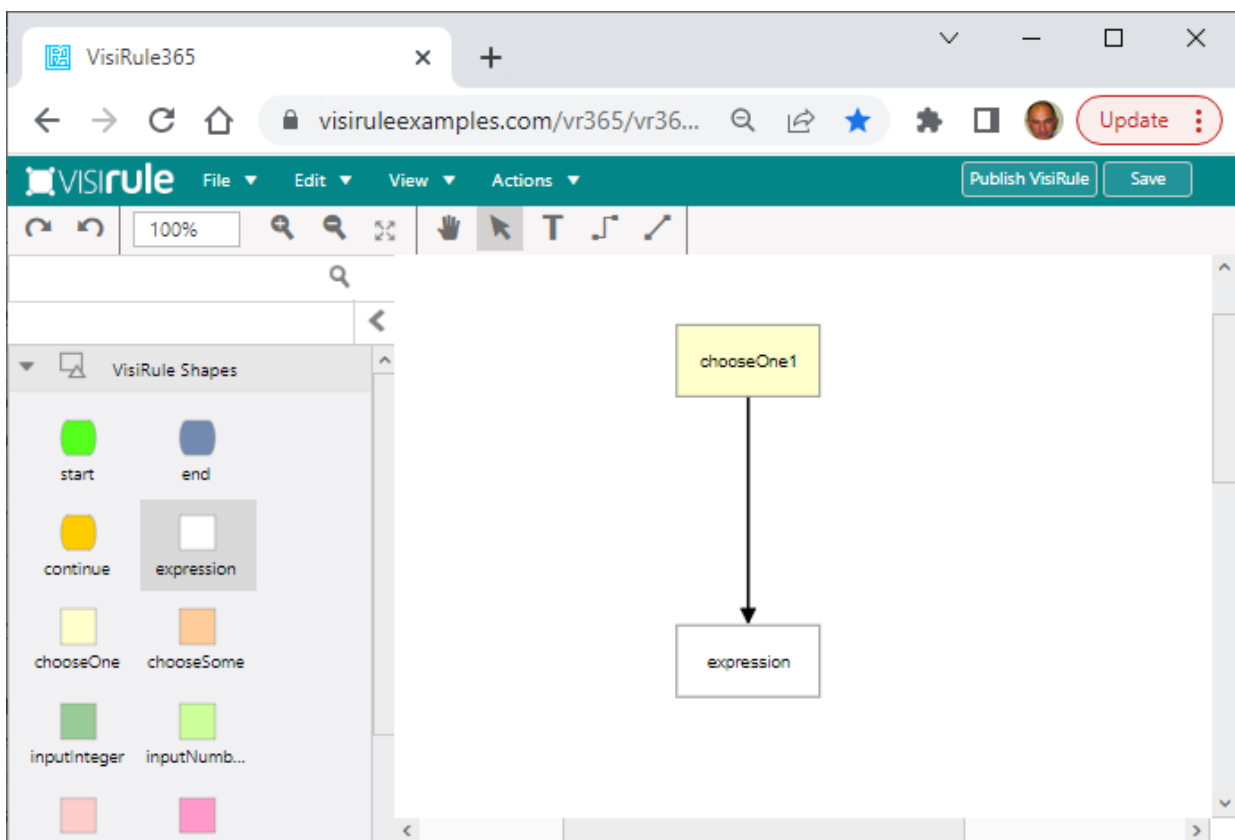 VisiRule365
visiruleexamples.com/vr365/vr36...
Update
VISIrule File Edit View Actions Publish VisiRule Save
100% T
VisiRule Shapes
start end
continue expression
chooseOne chooseSome
inputInteger inputNumb...
chooseOne1
expression